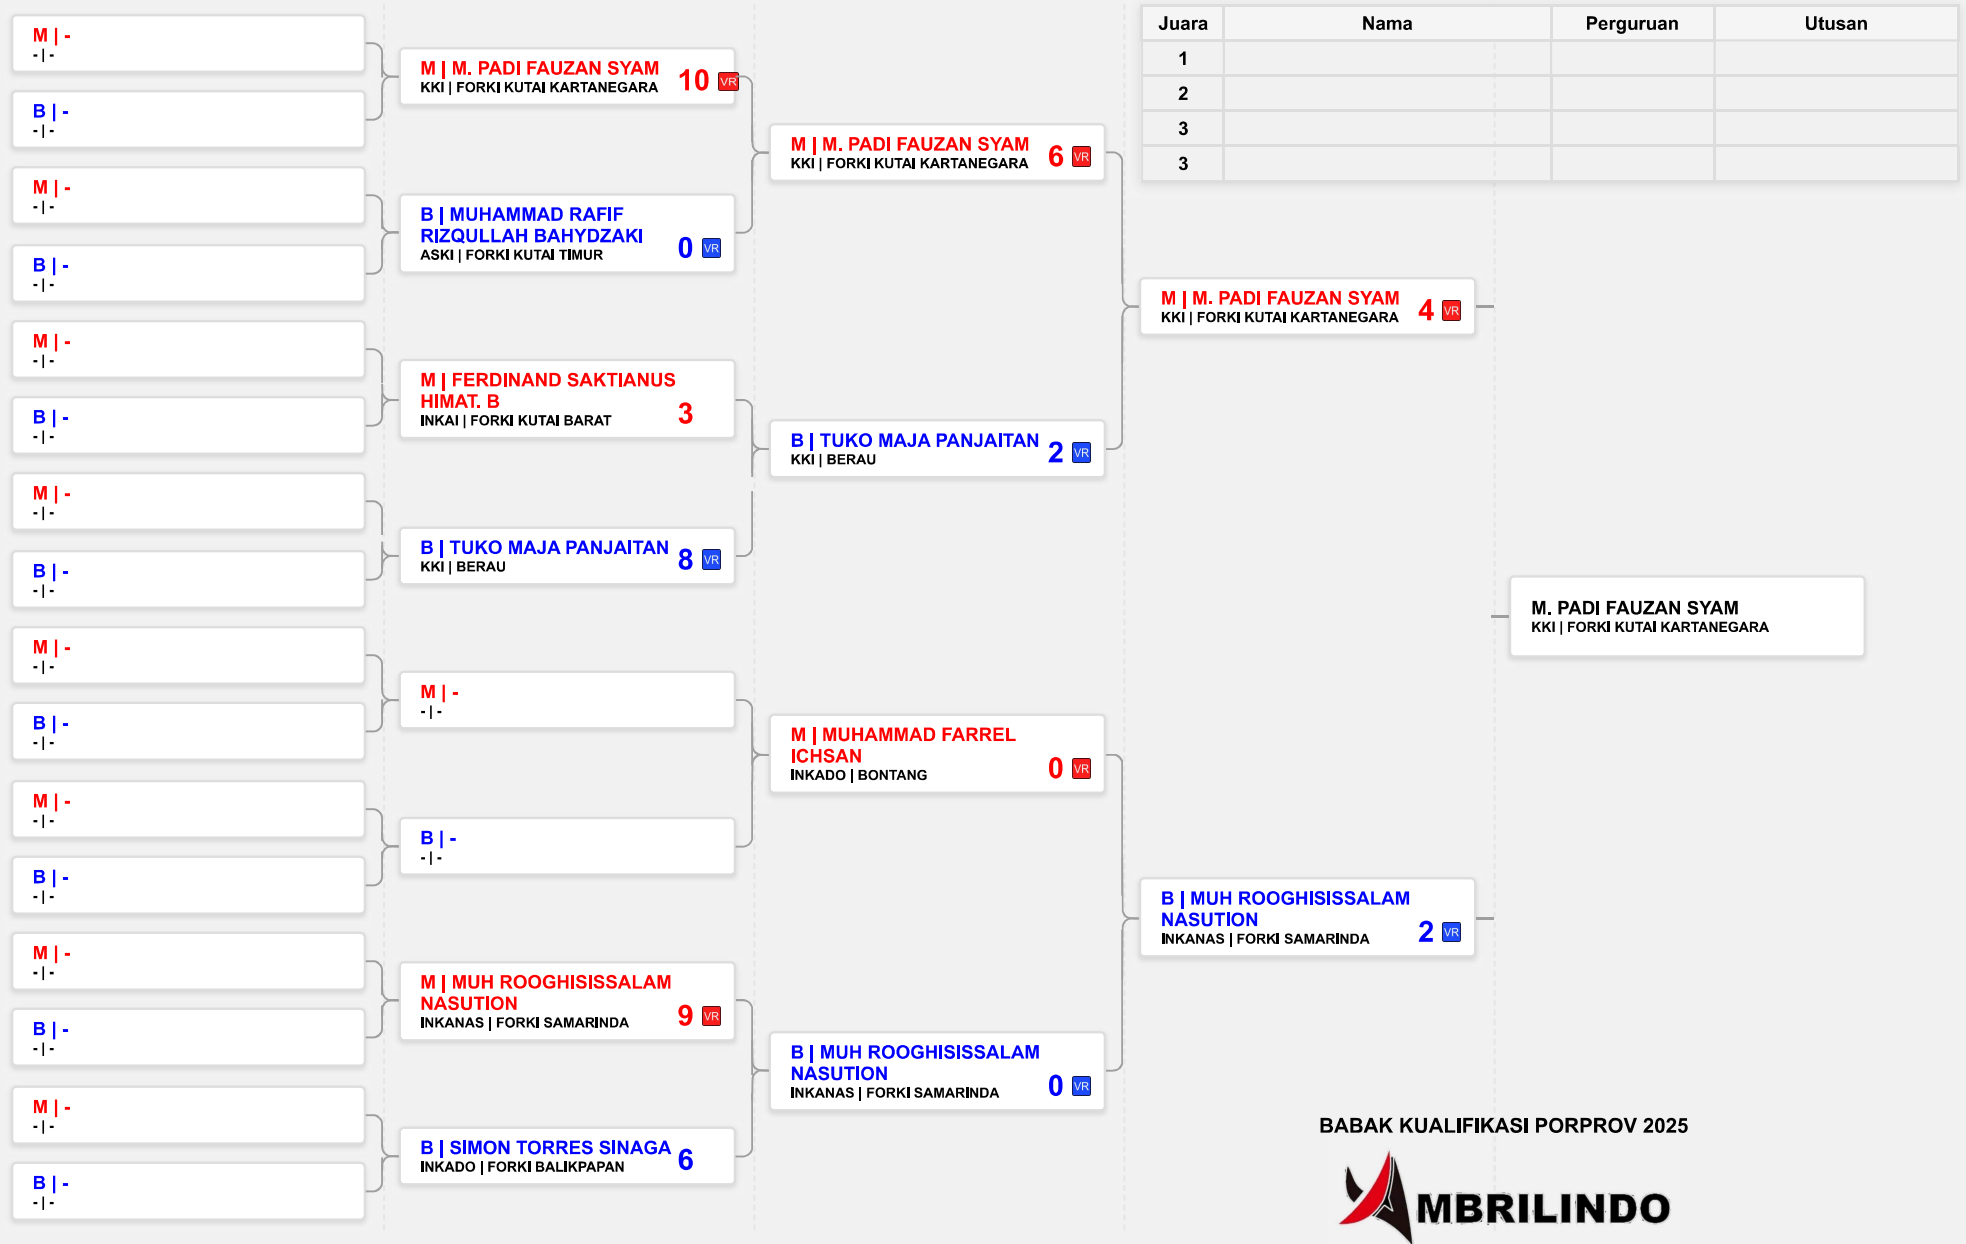 M | -
- | -
B | -
- | -
M | -
- | -
B | -
- | -
M | -
- | -
B | -
- | -
M | -
- | -
B | -
- | -
M | -
- | -
B | -
- | -
M | -
- | -
B | -
- | -
M | -
- | -
B | -
- | -
M | -
- | -
B | -
- | -
M | M. PADI FAUZAN SYAM
KKI | FORKI KUTAI KARTANEGARA
10 VR
B | MUHAMMAD RAFIF
RIZQULLAH BAHYDZAKI
ASKI | FORKI KUTAI TIMUR
0 VR
M | FERDINAND SAKTIANUS
HIMAT. B
INKAI | FORKI KUTAI BARAT
3
B | TUKO MAJA PANJAITAN
KKI | BERAU
8 VR
M | -
- | -
B | -
- | -
M | MUH ROOGHISISSALAM
NASUTION
INKANAS | FORKI SAMARINDA
9 VR
B | SIMON TORRES SINAGA
INKADO | FORKI BALIKPAPAN
6
M | M. PADI FAUZAN SYAM
KKI | FORKI KUTAI KARTANEGARA
6 VR
B | TUKO MAJA PANJAITAN
KKI | BERAU
2 VR
M | MUHAMMAD FARREL
ICHSAN
INKADO | BONTANG
0 VR
B | MUH ROOGHISISSALAM
NASUTION
INKANAS | FORKI SAMARINDA
0 VR
M | M. PADI FAUZAN SYAM
KKI | FORKI KUTAI KARTANEGARA
4 VR
B | MUH ROOGHISISSALAM
NASUTION
INKANAS | FORKI SAMARINDA
2 VR
M. PADI FAUZAN SYAM
KKI | FORKI KUTAI KARTANEGARA
Juara Nama Perguruan Utusan
1
2
3
3
BABAK KUALIFIKASI PORPROV 2025
MBRILINDO